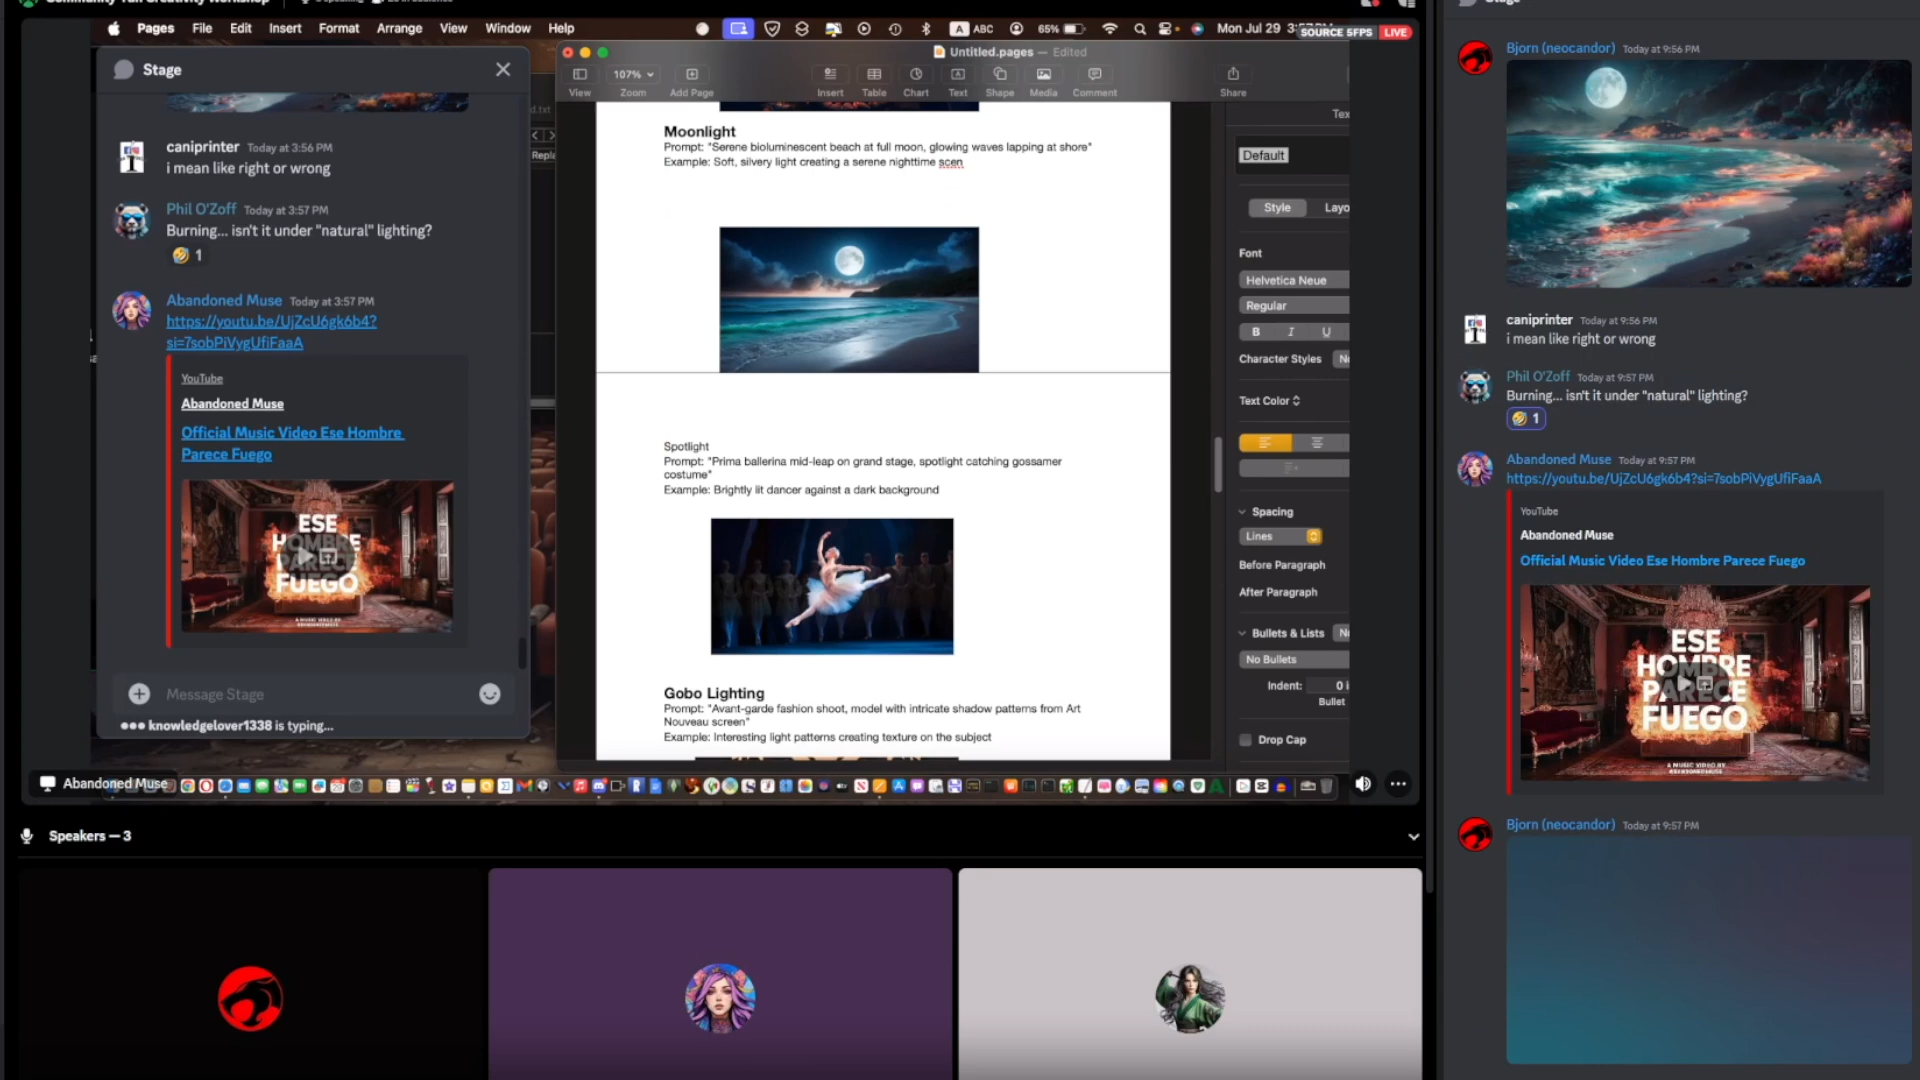 Pages File Edit Insert Format Arrange View Window Help
A ABC 65% Mon Jul 29 SOURCE 5FPS LIVE
Stage
caniprinter Today at 3:56 PM
i mean like right or wrong
Phil O'Zoff Today at 3:57 PM
Burning... isn't it under "natural" lighting?
1
Abandoned Muse Today at 3:57 PM
https://youtu.be/UjZcU6gk6b4?
si=7sobPiVygUfiFaaA
YouTube
Abandoned Muse
Official Music Video Ese Hombre
Parece Fuego
ESE
HOMBRE
PARECE
FUEGO
A MUSIC VIDEO BY
@ABANDONEDMUSE
Message Stage
knowledgelover1338 is typing...
Untitled.pages — Edited
107%
View Zoom Add Page Insert Table Chart Text Shape Media Comment Share
Moonlight
Prompt: "Serene bioluminescent beach at full moon, glowing waves lapping at shore"
Example: Soft, silvery light creating a serene nighttime scen
Spotlight
Prompt: "Prima ballerina mid-leap on grand stage, spotlight catching gossamer
costume"
Example: Brightly lit dancer against a dark background
Gobo Lighting
Prompt: "Avant-garde fashion shoot, model with intricate shadow patterns from Art
Nouveau screen"
Example: Interesting light patterns creating texture on the subject
Default
Style
Font
Helvetica Neue
Regular
B I U
Character Styles
Text Color
Spacing
Lines
Before Paragraph
After Paragraph
Bullets & Lists
No Bullets
Indent: 0
Bullet
Drop Cap
Abandoned Muse
Speakers — 3
Bjorn (neocandor) Today at 9:56 PM
caniprinter Today at 9:56 PM
i mean like right or wrong
Phil O'Zoff Today at 9:57 PM
Burning... isn't it under "natural" lighting?
1
Abandoned Muse Today at 9:57 PM
https://youtu.be/UjZcU6gk6b4?si=7sobPiVygUfiFaaA
YouTube
Abandoned Muse
Official Music Video Ese Hombre Parece Fuego
ESE
HOMBRE
PARECE
FUEGO
A MUSIC VIDEO BY
@ABANDONEDMUSE
Bjorn (neocandor) Today at 9:57 PM